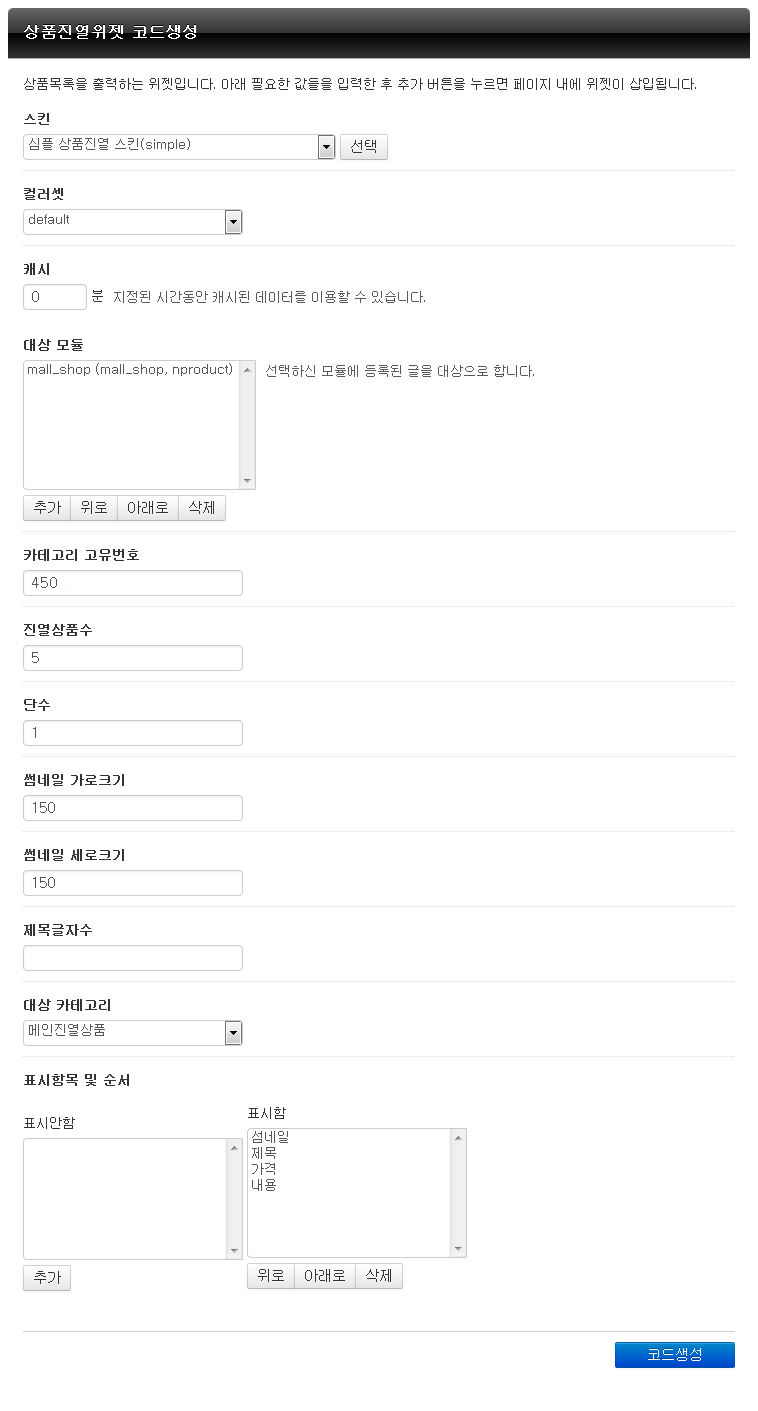 상품진열위젯 코드생성
상품목록을 출력하는 위젯입니다. 아래 필요한 값들을 입력한 후 추가 버튼을 누르면 페이지 내에 위젯이 삽입됩니다.
스킨
심플 상품진열 스킨(simple) 선택
컬러셋
default
캐시
0 분 지정된 시간동안 캐시된 데이터를 이용할 수 있습니다.
대상 모듈
mall_shop (mall_shop, nproduct) 선택하신 모듈에 등록된 글을 대상으로 합니다.
추가 위로 아래로 삭제
카테고리 고유번호
450
진열상품수
5
단수
1
썸네일 가로크기
150
썸네일 세로크기
150
제목글자수
대상 카테고리
메인진열상품
표시항목 및 순서
표시안함
추가
표시함
섬네일
제목
가격
내용
위로 아래로 삭제
코드생성